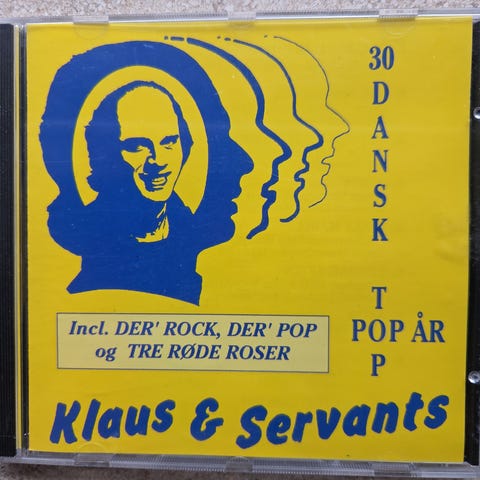 30
DANSK TOP
POP ÅR
Incl. DER' ROCK, DER' POP
og TRE RØDE ROSER
Klaus & Servants